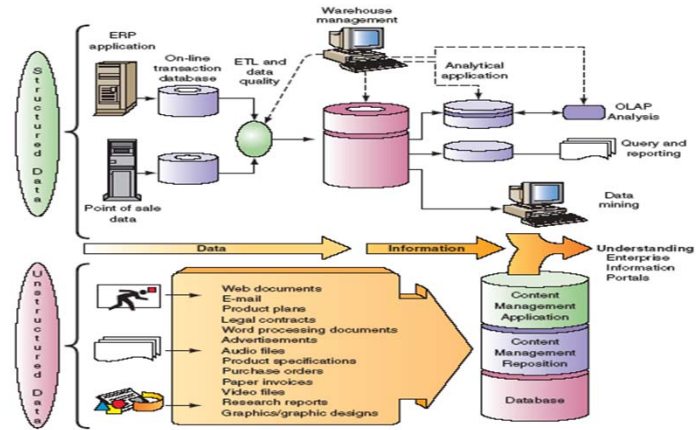 Structured Data
ERP
application
On-line
transaction
database
ETL and
data
quality
Warehouse
management
Analytical
application
OLAP
Analysis
Query and
reporting
Point of sale
data
Data
mining
Data
Information
Understanding
Enterprise
Information
Portals
Unstructured Data
Web documents
E-mail
Product plans
Legal contracts
Word processing documents
Advertisements
Audio files
Product specifications
Purchase orders
Paper invoices
Video files
Research reports
Graphics/graphic designs
Content
Management
Application
Content
Management
Reposition
Database